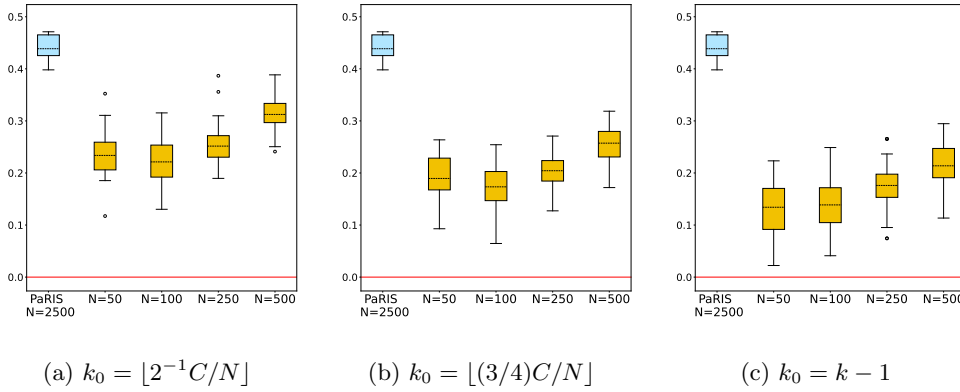 0.5
0.4
0.3
0.2
0.1
0.0
PaRIS
N=2500
N=50
N=100
N=250
N=500
0.5
0.4
0.3
0.2
0.1
0.0
PaRIS
N=2500
N=50
N=100
N=250
N=500
0.5
0.4
0.3
0.2
0.1
0.0
PaRIS
N=2500
N=50
N=100
N=250
N=500
(a) k₀ = ⌊2⁻¹C/N⌋
(b) k₀ = ⌊(3/4)C/N⌋
(c) k₀ = k − 1